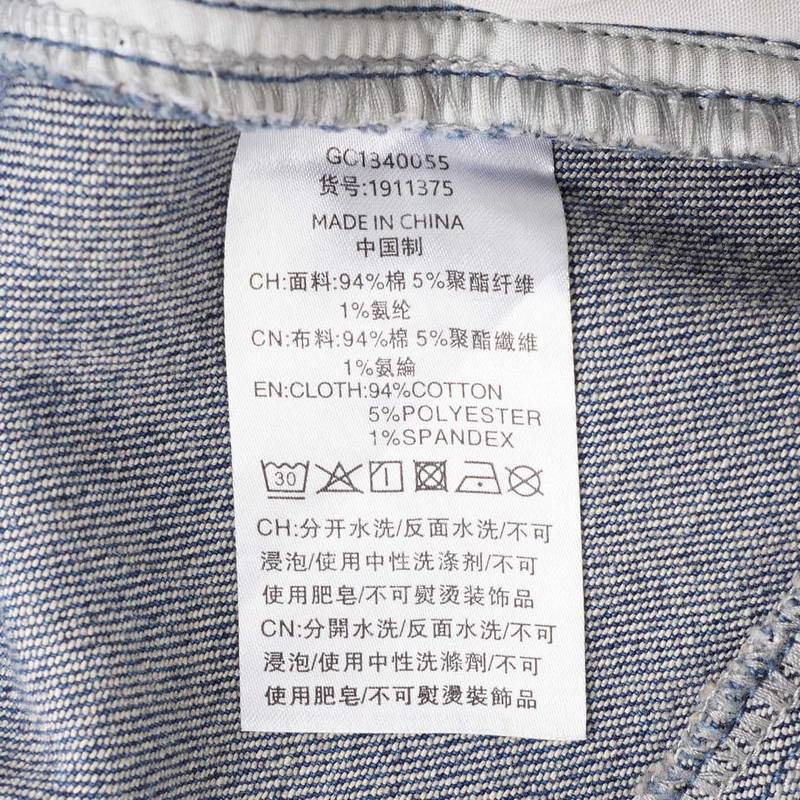 GC1340055
货号:1911375
MADE IN CHINA
中国制
CH:面料:94%棉 5%聚酯纤维
1%氨纶
CN:布料:94%棉 5%聚酯纖維
1%氨綸
EN:CLOTH:94%COTTON
5%POLYESTER
1%SPANDEX
30
CH:分开水洗/反面水洗/不可
浸泡/使用中性洗涤剂/不可
使用肥皂/不可熨烫装饰品
CN:分開水洗/反面水洗/不可
浸泡/使用中性洗滌劑/不可
使用肥皂/不可熨燙裝飾品